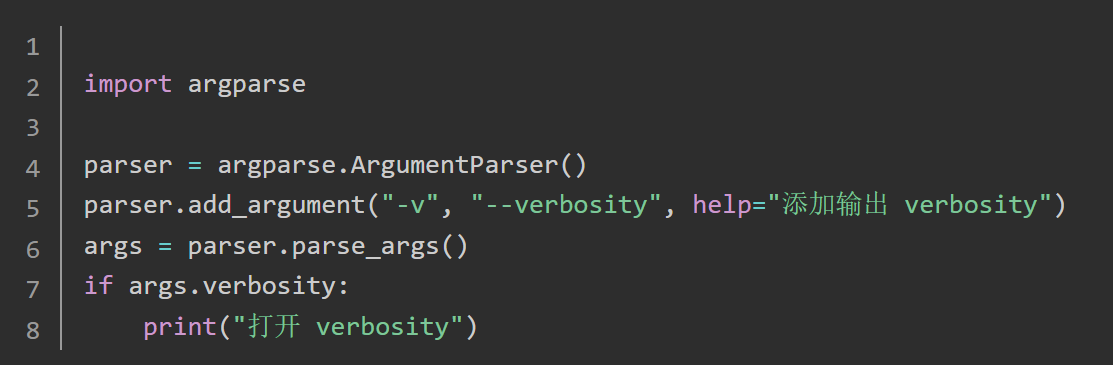 1
2 import argparse
3
4 parser = argparse.ArgumentParser()
5 parser.add_argument("-v", "--verbosity", help="添加输出 verbosity")
6 args = parser.parse_args()
7 if args.verbosity:
8     print("打开 verbosity")